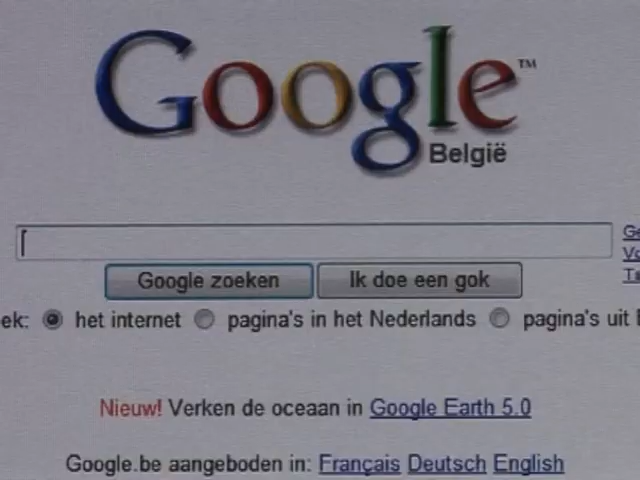 Google™
België
Google zoeken
Ik doe een gok
het internet
pagina's in het Nederlands
pagina's uit
Nieuw! Verken de oceaan in Google Earth 5.0
Google.be aangeboden in: Français Deutsch English